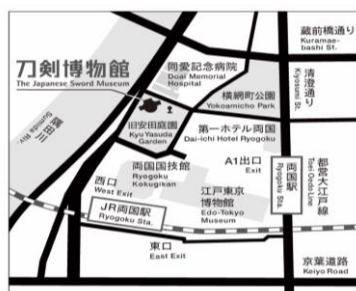 蔵前橋通り
Kuramae-
bashi St.
同愛記念病院
Doai Memorial
Hospital
刀剣博物館
The Japanese Sword Museum
清澄通り
Kiyosumi St.
横網町公園
Yokoamicho Park
隅田川
Sumida Riv.
旧安田庭園
Kyu Yasuda
Garden
第一ホテル両国
Dai-ichi Hotel Ryogoku
両国国技館
Ryogoku
Kokugikan
A1出口
Exit
両国駅
Ryogoku Sta.
都営大江戸線
Toei Oedo Line
西口
West Exit
江戸東京
博物館
Edo-Tokyo
Museum
JR両国駅
Ryogoku Sta.
東口
East Exit
京葉道路
Keiyo Road